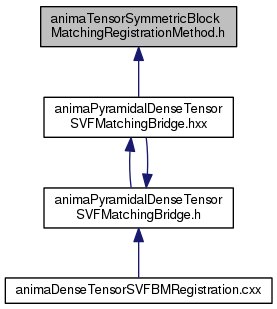 animaTensorSymmetricBlock
MatchingRegistrationMethod.h
animaPyramidalDenseTensor
SVFMatchingBridge.hxx
animaPyramidalDenseTensor
SVFMatchingBridge.h
animaDenseTensorSVFBMRegistration.cxx